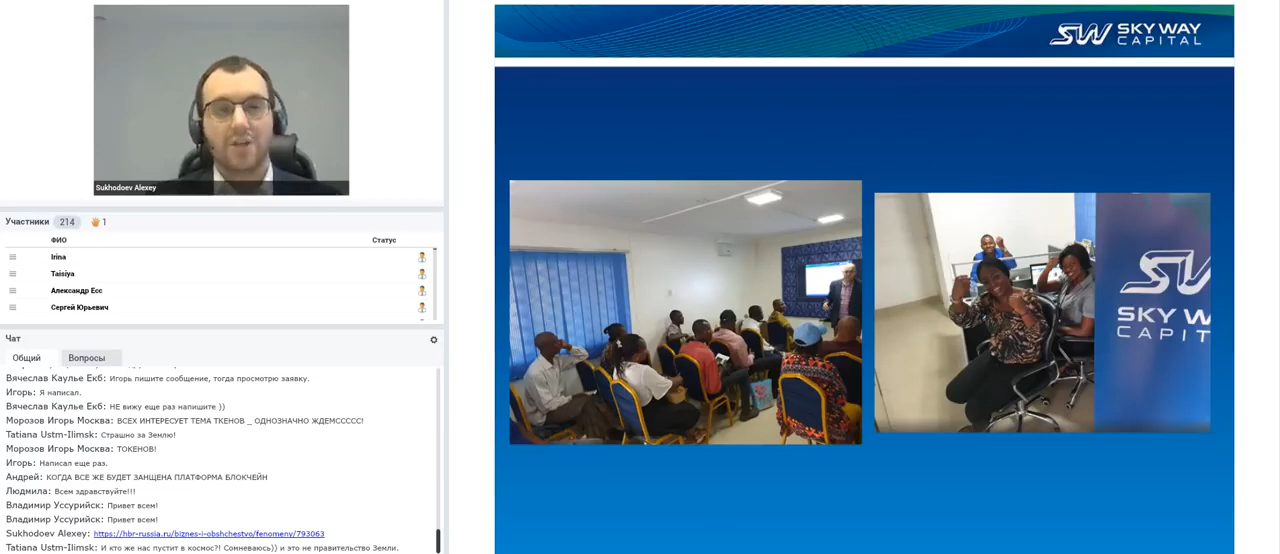 SW SKY WAY
CAPITAL
Sukhodoev Alexey
Участники 214 1
ФИО Статус
Irina
Taisiya
Александр Есс
Сергей Юрьевич
Чат
Общий Вопросы
Вячеслав Каулье Екб: Игорь пишите сообщение, тогда просмотрю заявку.
Игорь: Я написал.
Вячеслав Каулье Екб: НЕ вижу еще раз напишите ))
Морозов Игорь Москва: ВСЕХ ИНТЕРЕСУЕТ ТЕМА ТКЕНОВ _ ОДНОЗНАЧНО ЖДЕМССССС!
Tatiana Ustm-Ilimsk: Страшно за Землю!
Морозов Игорь Москва: ТОКЕНОВ!
Игорь: Написал еще раз.
Андрей: КОГДА ВСЕ ЖЕ БУДЕТ ЗАНЩЕНА ПЛАТФОРМА БЛОКЧЕЙН
Людмила: Всем здравствуйте!!!
Владимир Уссурийск: Привет всем!
Владимир Уссурийск: Привет всем!
Sukhodoev Alexey: https://hbr-russia.ru/biznes-i-obshchestvo/fenomeny/793063
Tatiana Ustm-Ilimsk: И кто же нас пустит в космос?! Сомневаюсь)) и это не правительство Земли.
SKY W
CAPIT